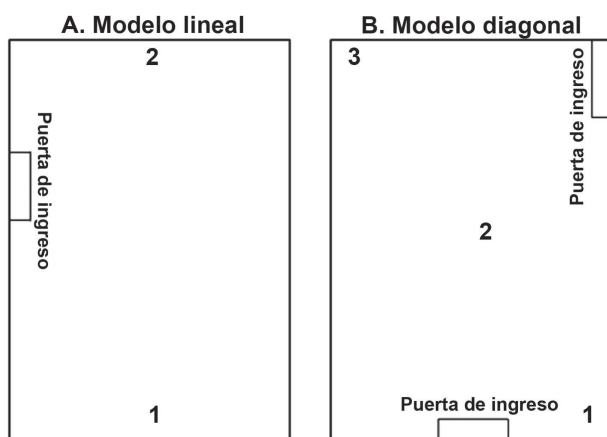 A. Modelo lineal
2
Puerta de ingreso
1
B. Modelo diagonal
3
Puerta de ingreso
2
Puerta de ingreso
1